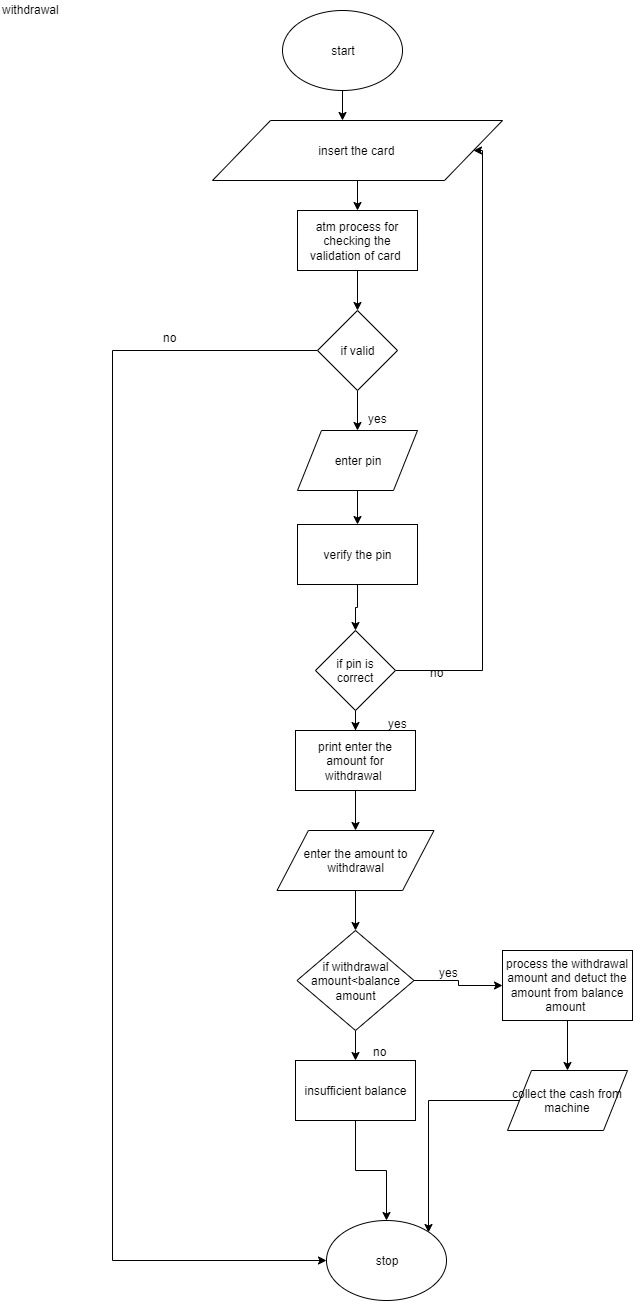 withdrawal
start
insert the card
atm process for
checking the
validation of card
no
if valid
yes
enter pin
verify the pin
if pin is
correct
no
yes
print enter the
amount for
withdrawal
enter the amount to
withdrawal
if withdrawal
amount<balance
amount
yes
process the withdrawal
amount and detuct the
amount from balance
amount
no
insufficient balance
collect the cash from
machine
stop